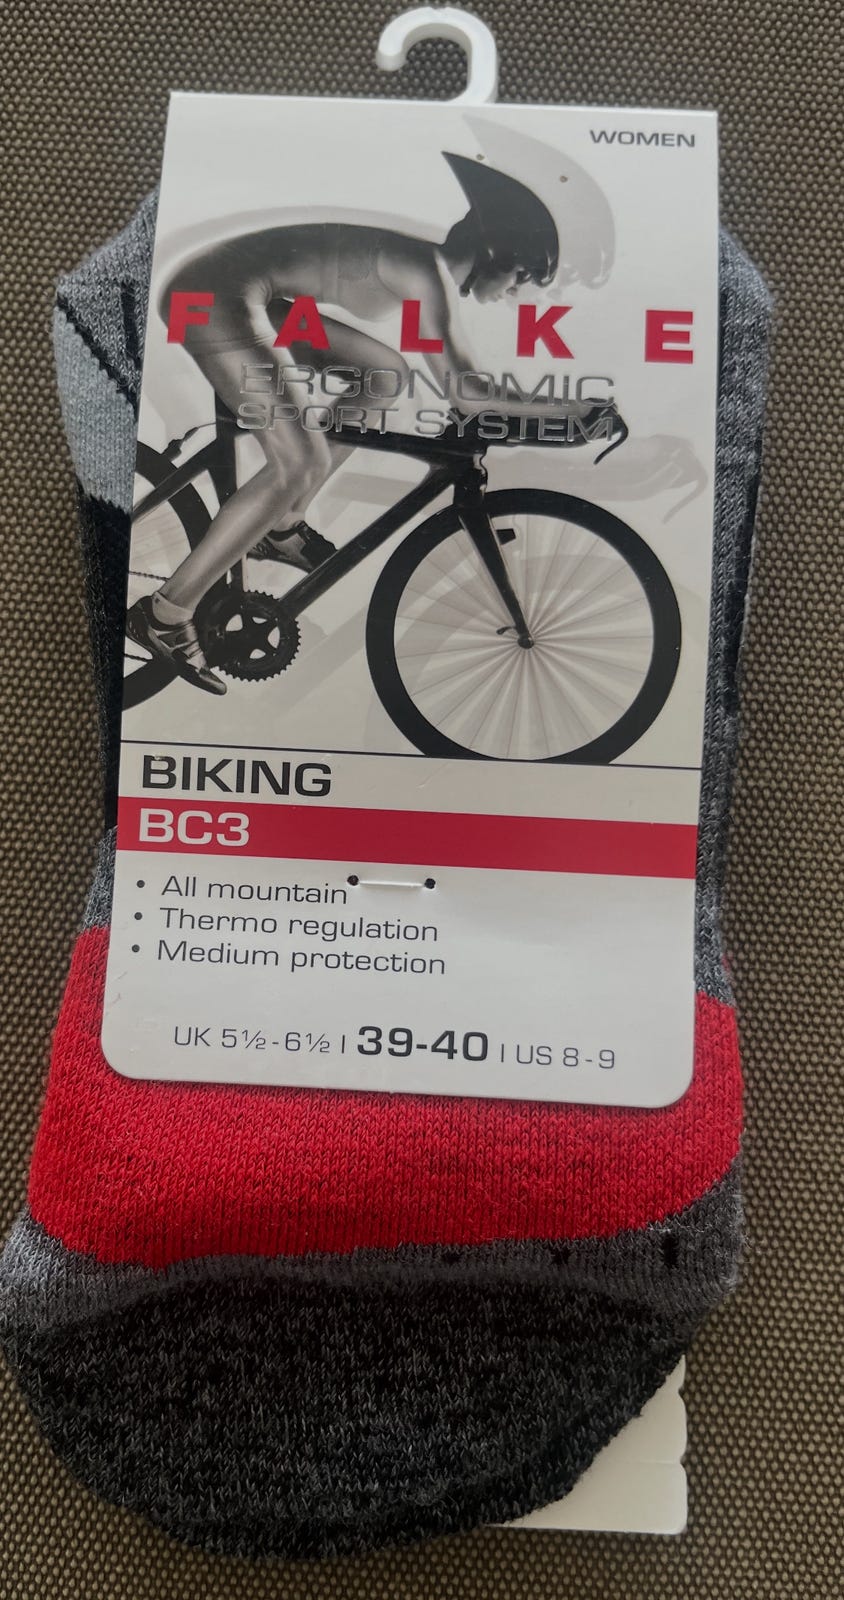 WOMEN
FALKE
ERGONOMIC
SPORT SYSTEM
BIKING
BC3
• All mountain
• Thermo regulation
• Medium protection
UK 5½-6½ | 39-40 | US 8-9